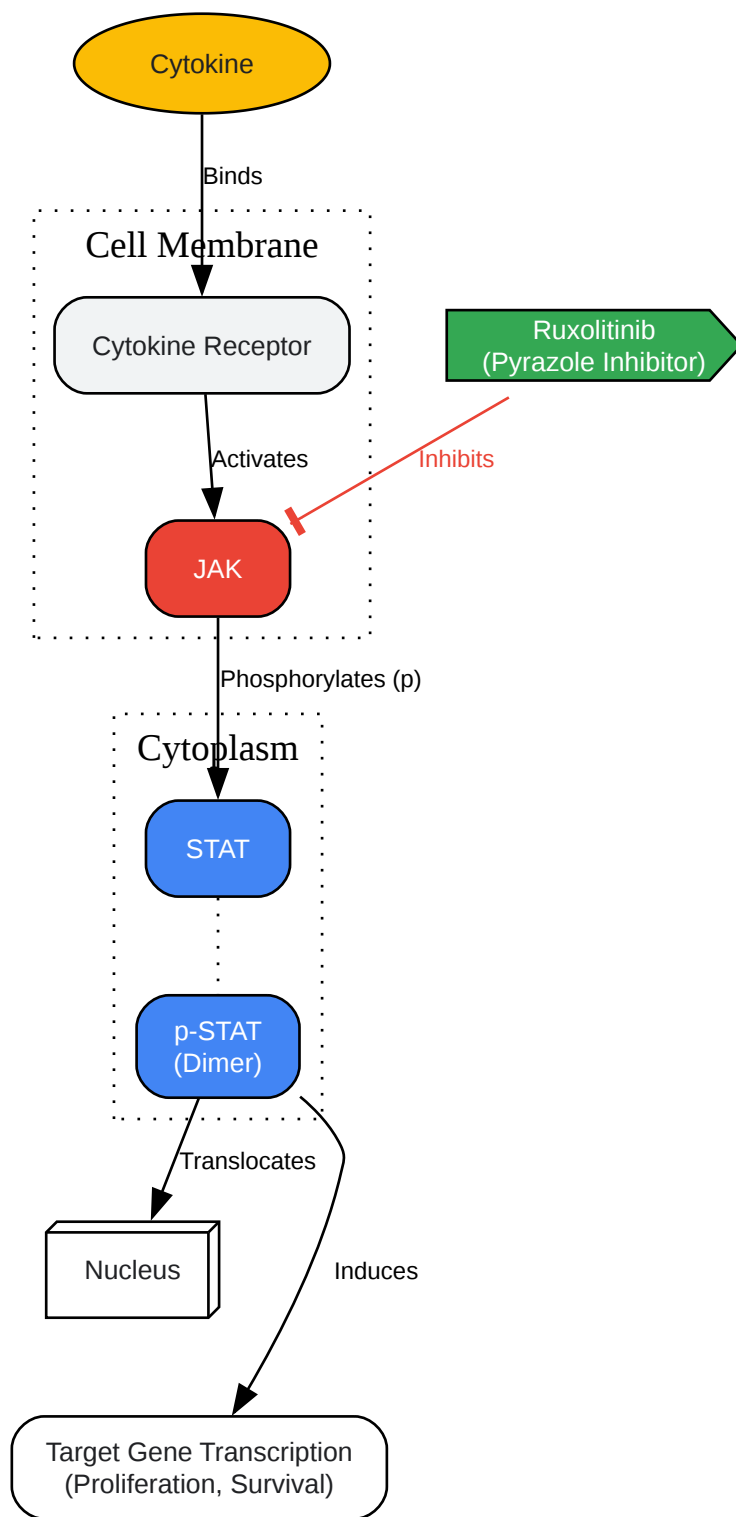 Cytokine
Binds
Cell Membrane
Cytokine Receptor
Ruxolitinib
(Pyrazole Inhibitor)
Activates
Inhibits
JAK
Phosphorylates (p)
Cytoplasm
STAT
p-STAT
(Dimer)
Translocates
Nucleus
Induces
Target Gene Transcription
(Proliferation, Survival)